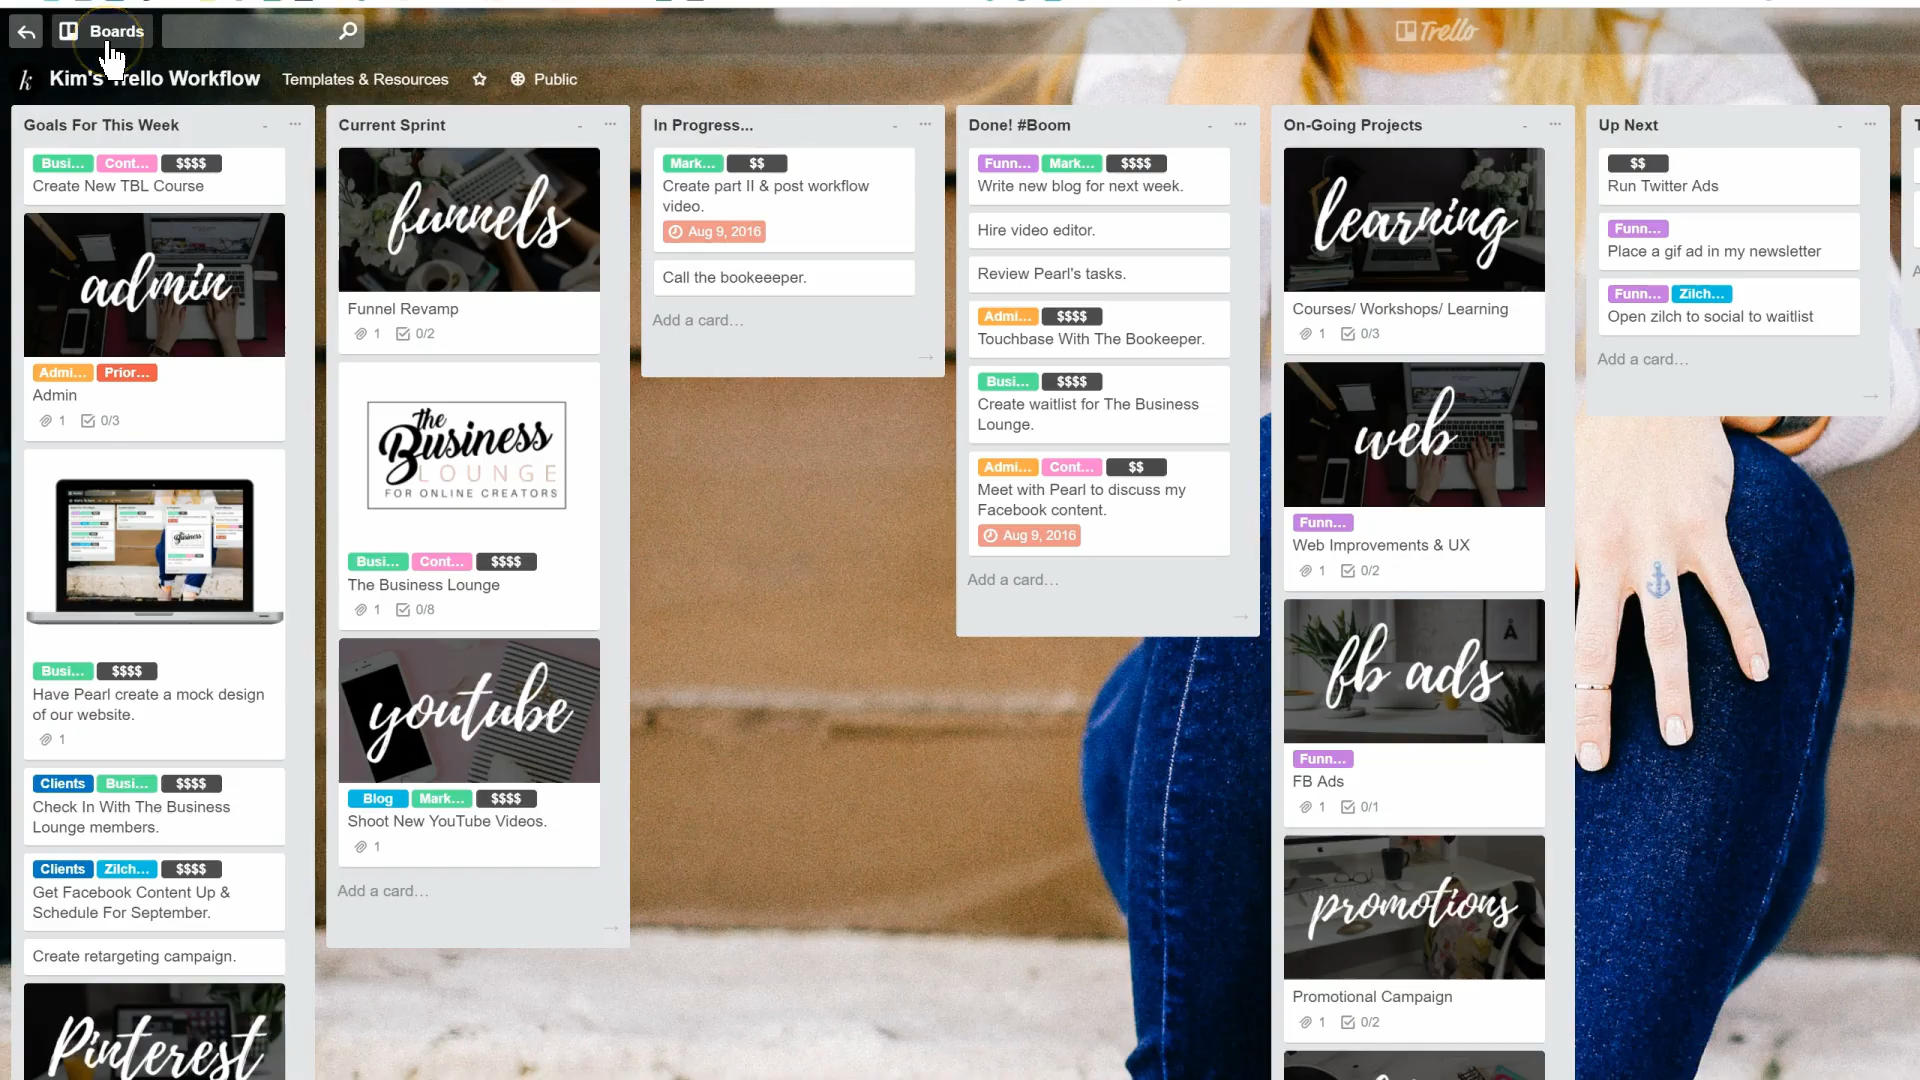 Boards
Trello
k
Kim's Trello Workflow
Templates & Resources
Public
Goals For This Week
Busi... Cont... $$$$
Create New TBL Course
admin
Admi... Prior...
Admin
1 0/3
Busi... $$$$
Have Pearl create a mock design
of our website.
1
Clients Busi... $$$$
Check In With The Business
Lounge members.
Clients Zilch... $$$$
Get Facebook Content Up &
Schedule For September.
Create retargeting campaign.
Pinterest
Current Sprint
funnels
Funnel Revamp
1 0/2
the
Business
LOUNGE
FOR ONLINE CREATORS
Busi... Cont... $$$$
The Business Lounge
1 0/8
youtube
Blog Mark... $$$$
Shoot New YouTube Videos.
1
Add a card...
In Progress...
Mark... $$
Create part II & post workflow
video.
Aug 9, 2016
Call the bookeeeper.
Add a card...
Done! #Boom
Funn... Mark... $$$$
Write new blog for next week.
Hire video editor.
Review Pearl's tasks.
Admi... $$$$
Touchbase With The Bookeeper.
Busi... $$$$
Create waitlist for The Business
Lounge.
Admi... Cont... $$
Meet with Pearl to discuss my
Facebook content.
Aug 9, 2016
Add a card...
On-Going Projects
learning
Courses/ Workshops/ Learning
1 0/3
web
Funn...
Web Improvements & UX
1 0/2
fb ads
Funn...
FB Ads
1 0/1
promotions
Promotional Campaign
1 0/2
Up Next
$$
Run Twitter Ads
Funn...
Place a gif ad in my newsletter
Funn... Zilch...
Open zilch to social to waitlist
Add a card...